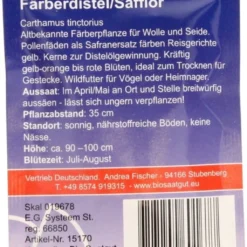 Färberdistel/Safflor
Carthamus tinctorius
Altbekannte Färberpflanze für Wolle und Seide.
Pollenfäden als Safranersatz färben Reisgerichte
gelb. Kerne zur Distelölgewinnung. Kräftig
gelb-orange bis rote Blüten, ideal zum Trocknen für
Gestecke. Wildfutter für Vögel oder Heimnager.
Aussaat: Im April/Mai an Ort und Stelle breitwürfig
aussäen - lässt sich ungern verpflanzen!
Pflanzabstand: 35 cm
Standort: sonnig, nährstoffreiche Böden, keine
Nässe.
Höhe: ca. 90–100 cm
Blütezeit: Juli-August
Vertrieb Deutschland: Andrea Fischer - 94166 Stubenberg
T. +49 8574 919315 - www.biosaatgut.eu
Skal 019678
E.G. Systeem St.
reg. 66850
Artikel-Nr. 15170